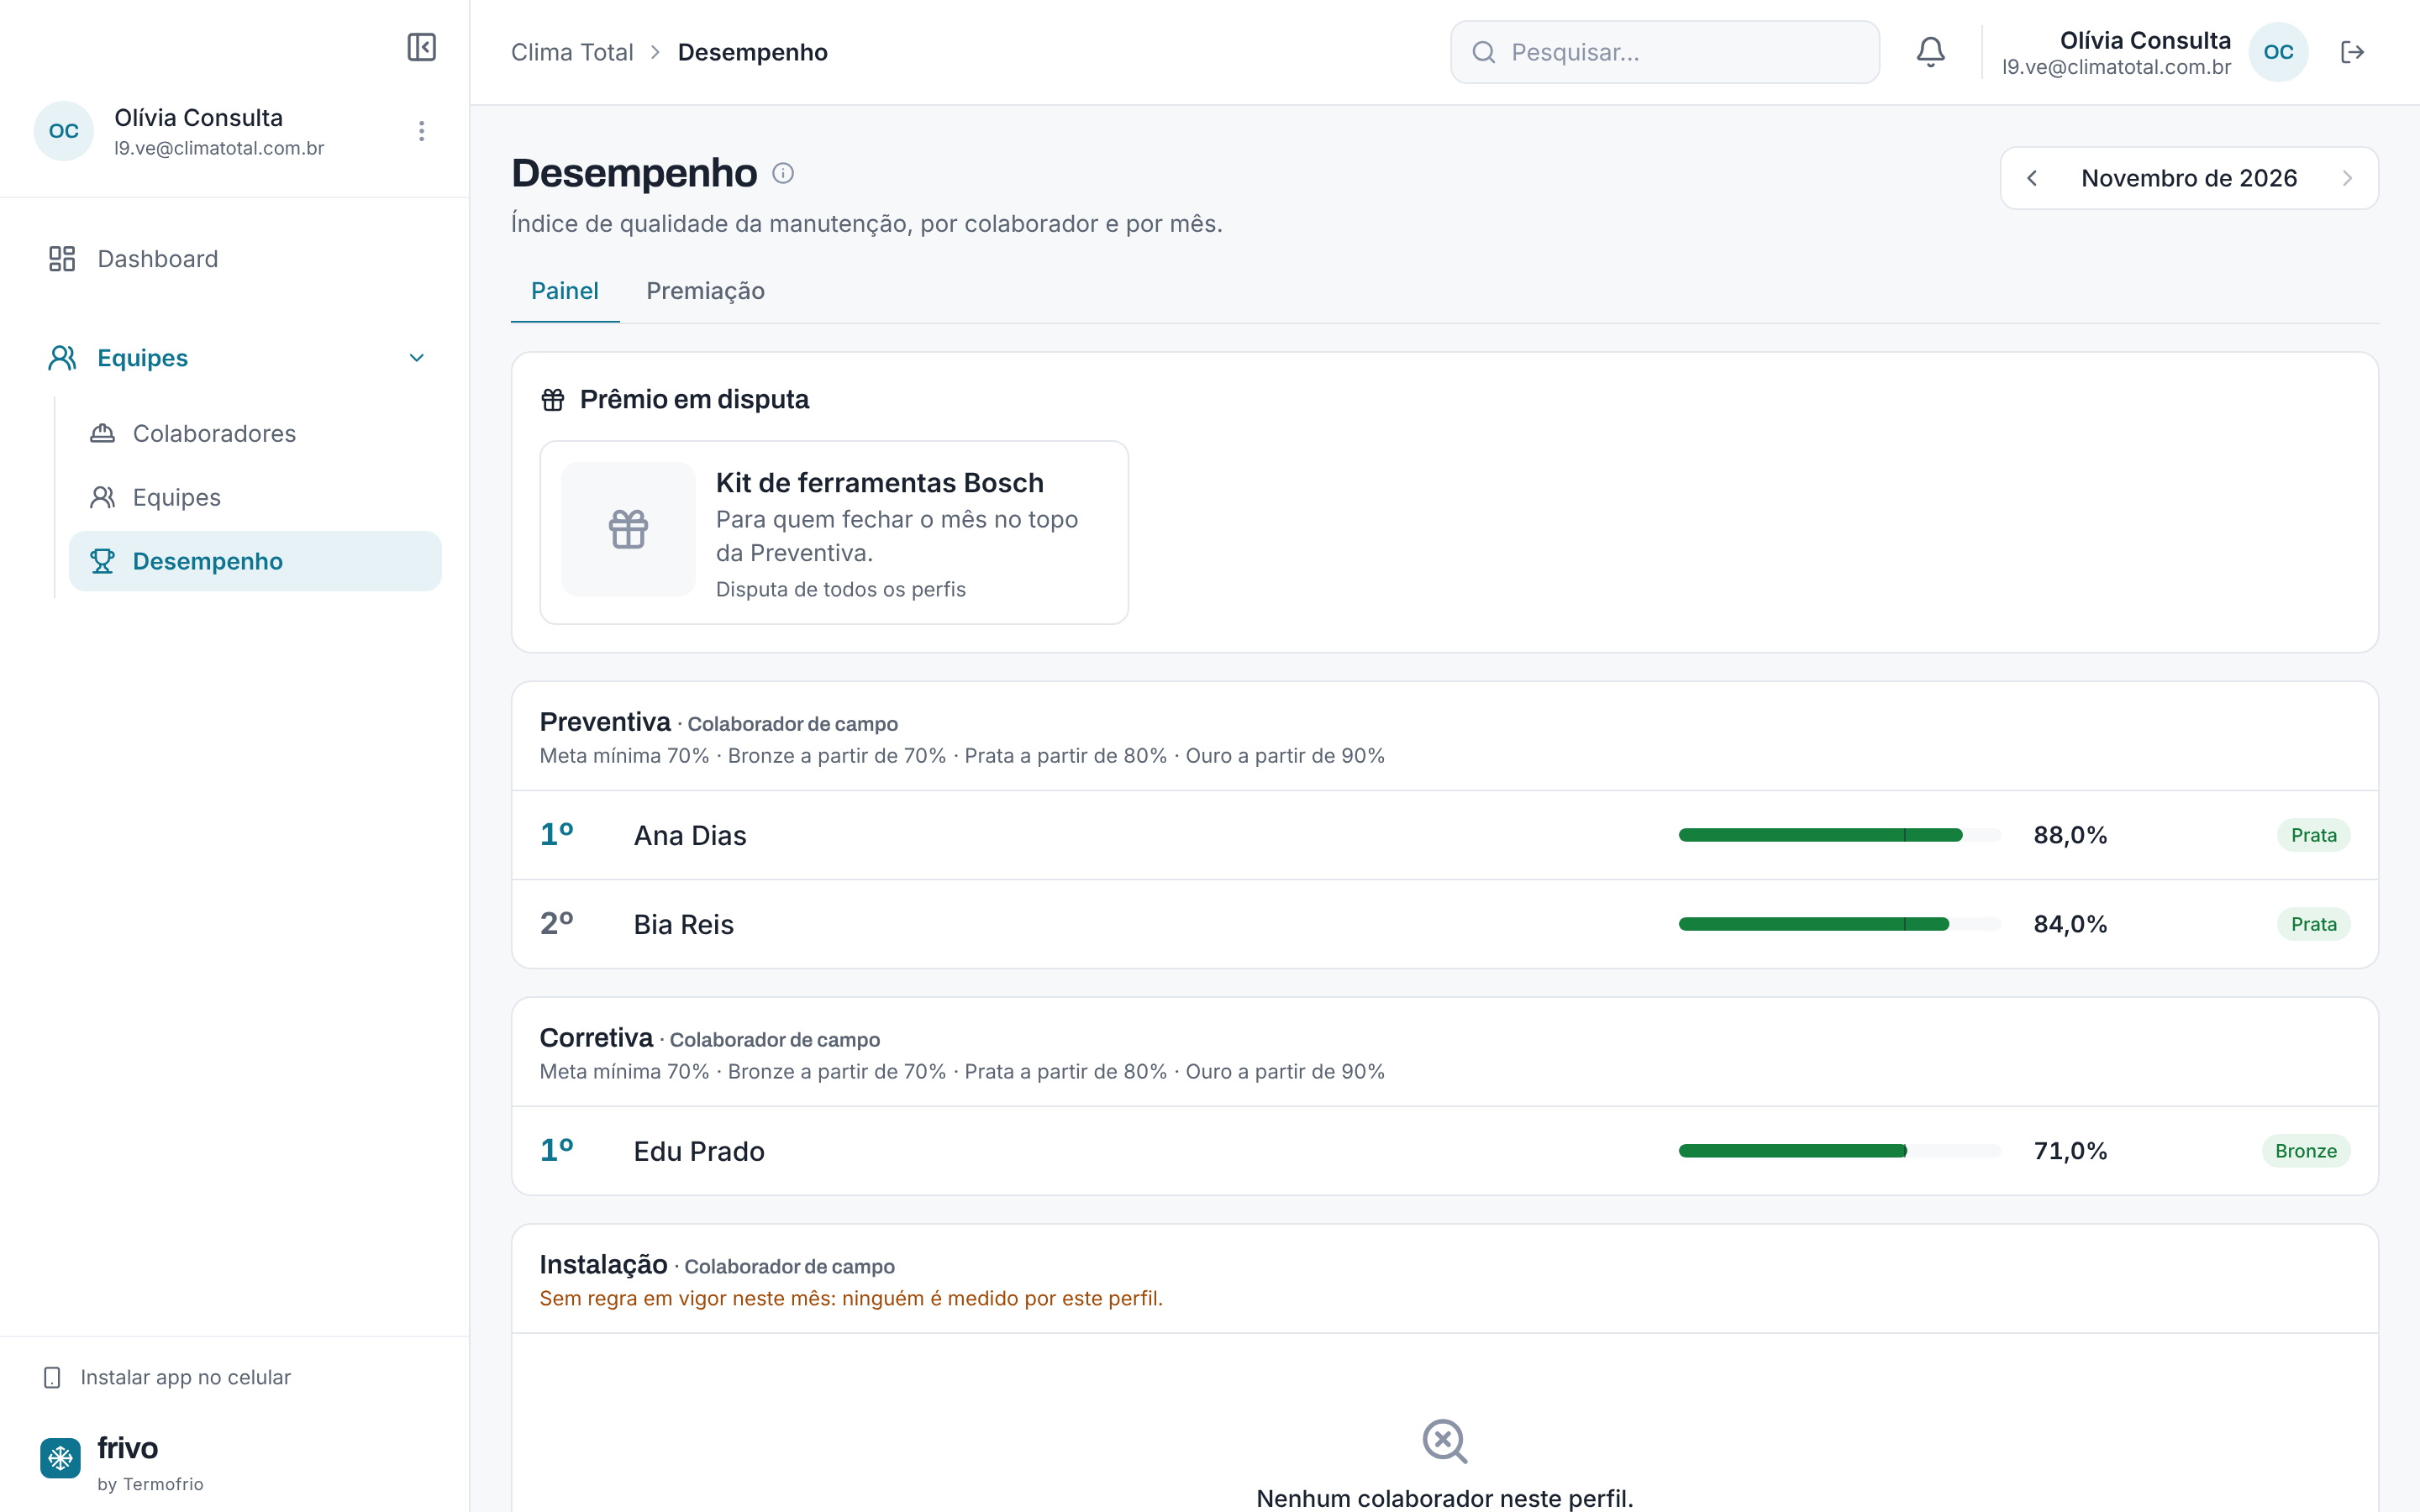 Clima Total
Desempenho
Pesquisar...
Olívia Consulta
l9.ve@climatotal.com.br
OC
OC
Olívia Consulta
l9.ve@climatotal.com.br
Dashboard
Equipes
Colaboradores
Equipes
Desempenho
Instalar app no celular
frivo
by Termofrio
Desempenho
Novembro de 2026
Índice de qualidade da manutenção, por colaborador e por mês.
Painel
Premiação
Prêmio em disputa
Kit de ferramentas Bosch
Para quem fechar o mês no topo
da Preventiva.
Disputa de todos os perfis
Preventiva · Colaborador de campo
Meta mínima 70% · Bronze a partir de 70% · Prata a partir de 80% · Ouro a partir de 90%
1º Ana Dias 88,0% Prata
2º Bia Reis 84,0% Prata
Corretiva · Colaborador de campo
Meta mínima 70% · Bronze a partir de 70% · Prata a partir de 80% · Ouro a partir de 90%
1º Edu Prado 71,0% Bronze
Instalação · Colaborador de campo
Sem regra em vigor neste mês: ninguém é medido por este perfil.
Nenhum colaborador neste perfil.